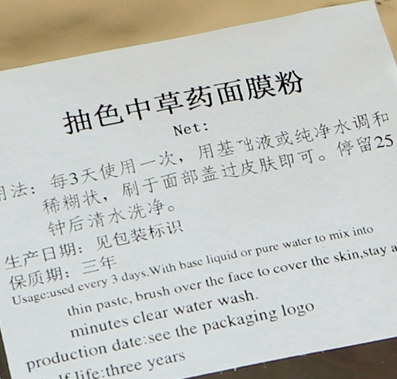 抽色中草药面膜粉
Net:
用法：每3天使用一次，用基础液或纯净水调和
稀糊状，刷于面部盖过皮肤即可。停留25
钟后清水洗净。
生产日期：见包装标识
保质期：三年
Usage:used every 3 days.With base liquid or pure water to mix into
thin paste, brush over the face to cover the skin,stay a
minutes clear water wash.
production date:see the packaging logo
lf life:three years